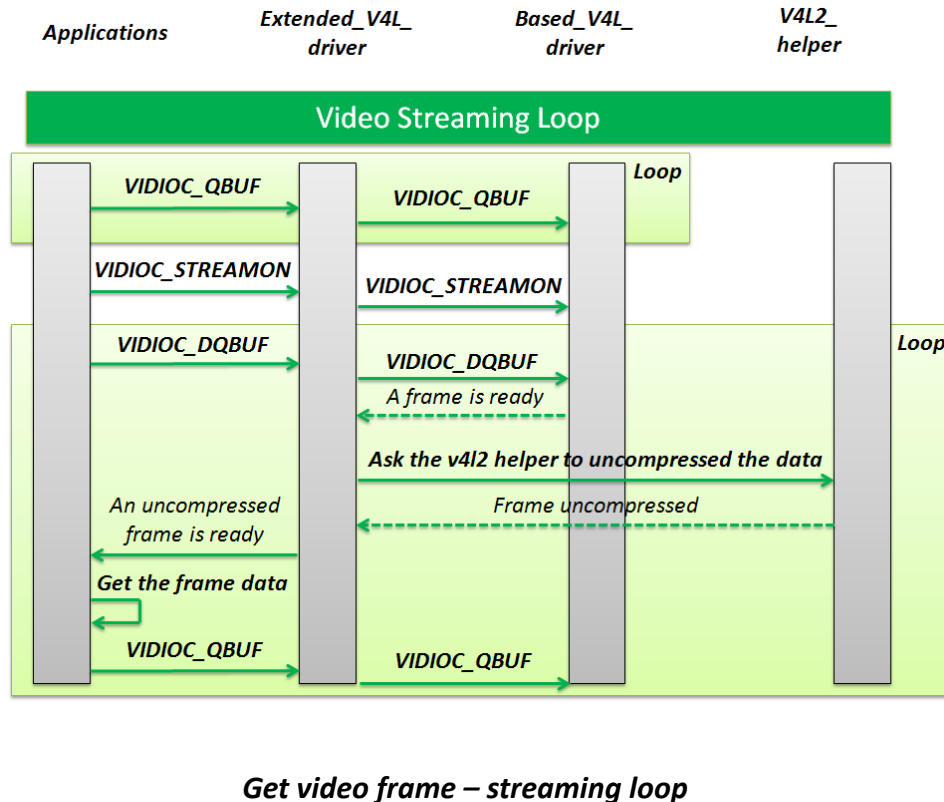 Applications
Extended_V4L_
driver
Based_V4L_
driver
V4L2_
helper
Video Streaming Loop
Loop
VIDIOC_QBUF
VIDIOC_QBUF
VIDIOC_STREAMON
VIDIOC_STREAMON
Loop
VIDIOC_DQBUF
VIDIOC_DQBUF
A frame is ready
Ask the v4l2 helper to uncompressed the data
Frame uncompressed
An uncompressed
frame is ready
Get the frame data
VIDIOC_QBUF
VIDIOC_QBUF
Get video frame – streaming loop